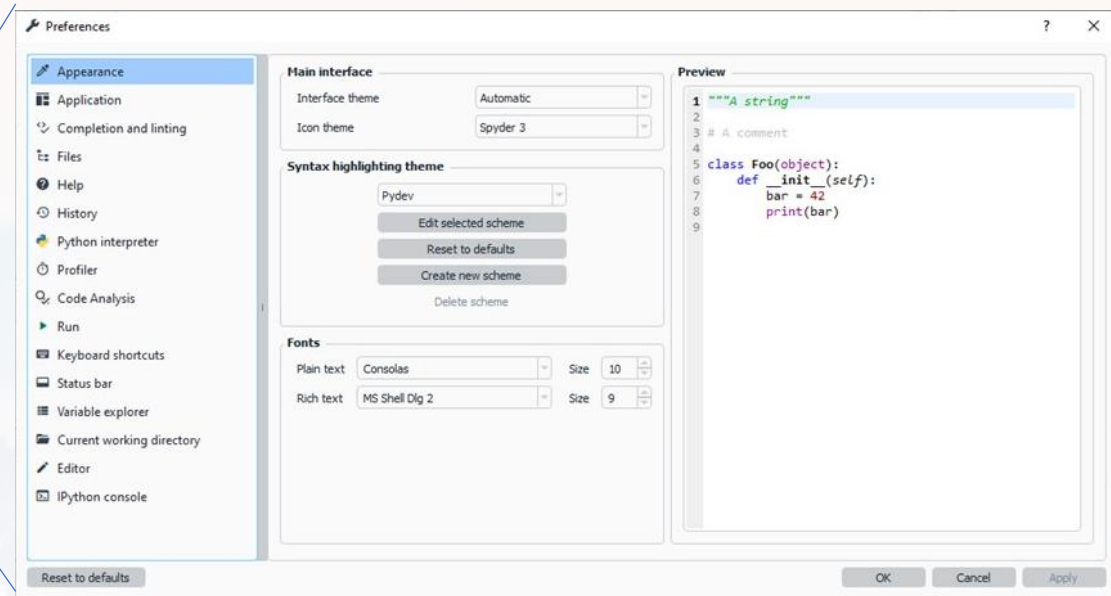 Preferences
?
Appearance
Application
Completion and linting
Files
Help
History
Python interpreter
Profiler
Code Analysis
Run
Keyboard shortcuts
Status bar
Variable explorer
Current working directory
Editor
IPython console
Main interface
Interface theme Automatic
Icon theme Spyder 3
Syntax highlighting theme
Pydev
Edit selected scheme
Reset to defaults
Create new scheme
Delete scheme
Fonts
Plain text Consolas Size 10
Rich text MS Shell Dlg 2 Size 9
Preview
1 """A string"""
2
3 # A comment
4
5 class Foo(object):
6     def __init__(self):
7         bar = 42
8         print(bar)
9
Reset to defaults
OK Cancel Apply